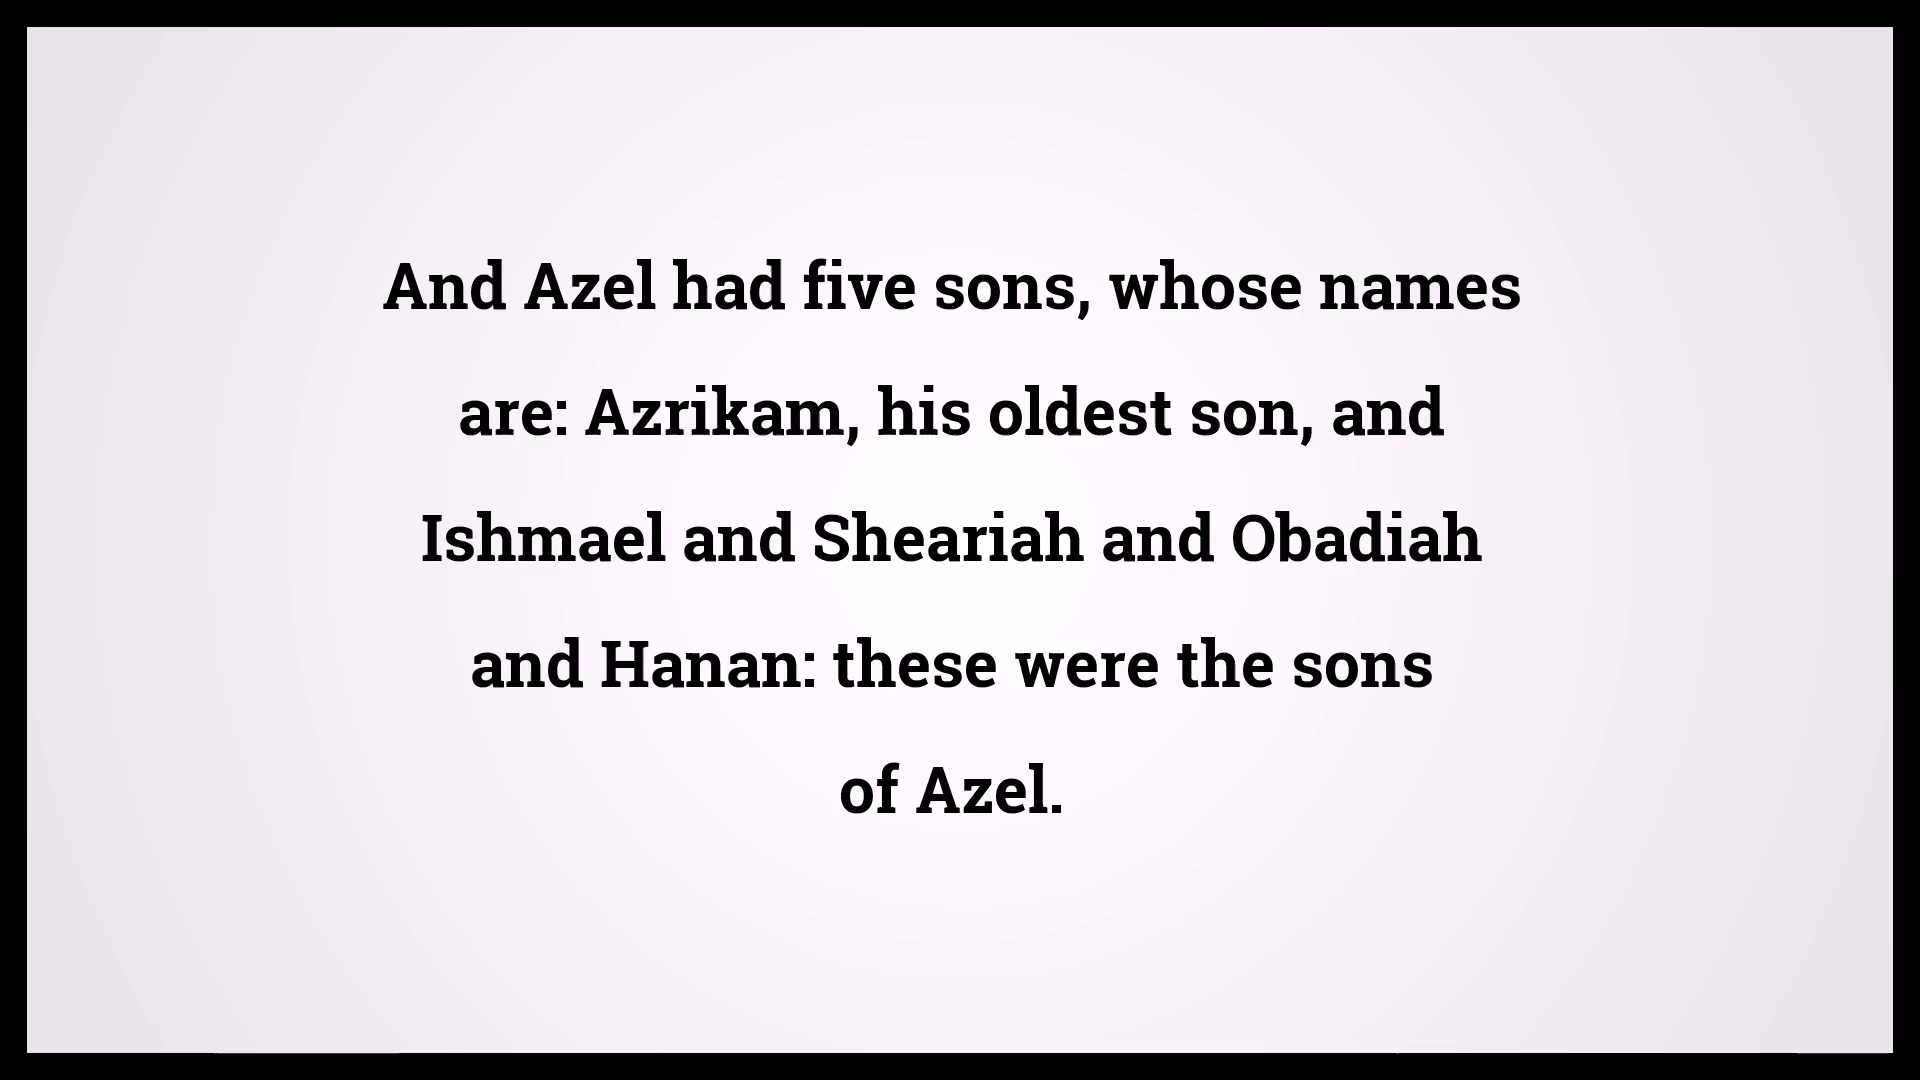 And Azel had five sons, whose names
are: Azrikam, his oldest son, and
Ishmael and Sheariah and Obadiah
and Hanan: these were the sons
of Azel.